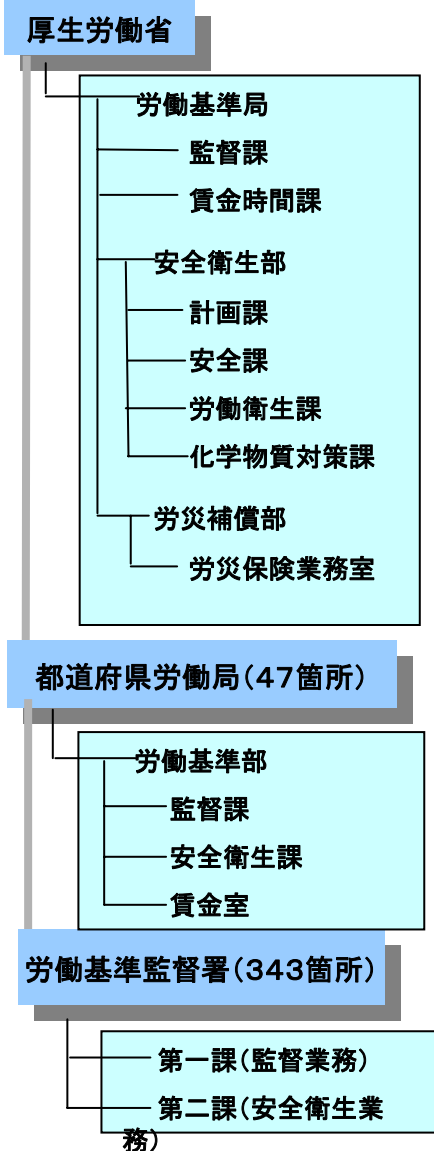 厚生労働省
労働基準局
監督課
賃金時間課
安全衛生部
計画課
安全課
労働衛生課
化学物質対策課
労災補償部
労災保険業務室
都道府県労働局(47箇所)
労働基準部
監督課
安全衛生課
賃金室
労働基準監督署(343箇所)
第一課(監督業務)
第二課(安全衛生業
務)